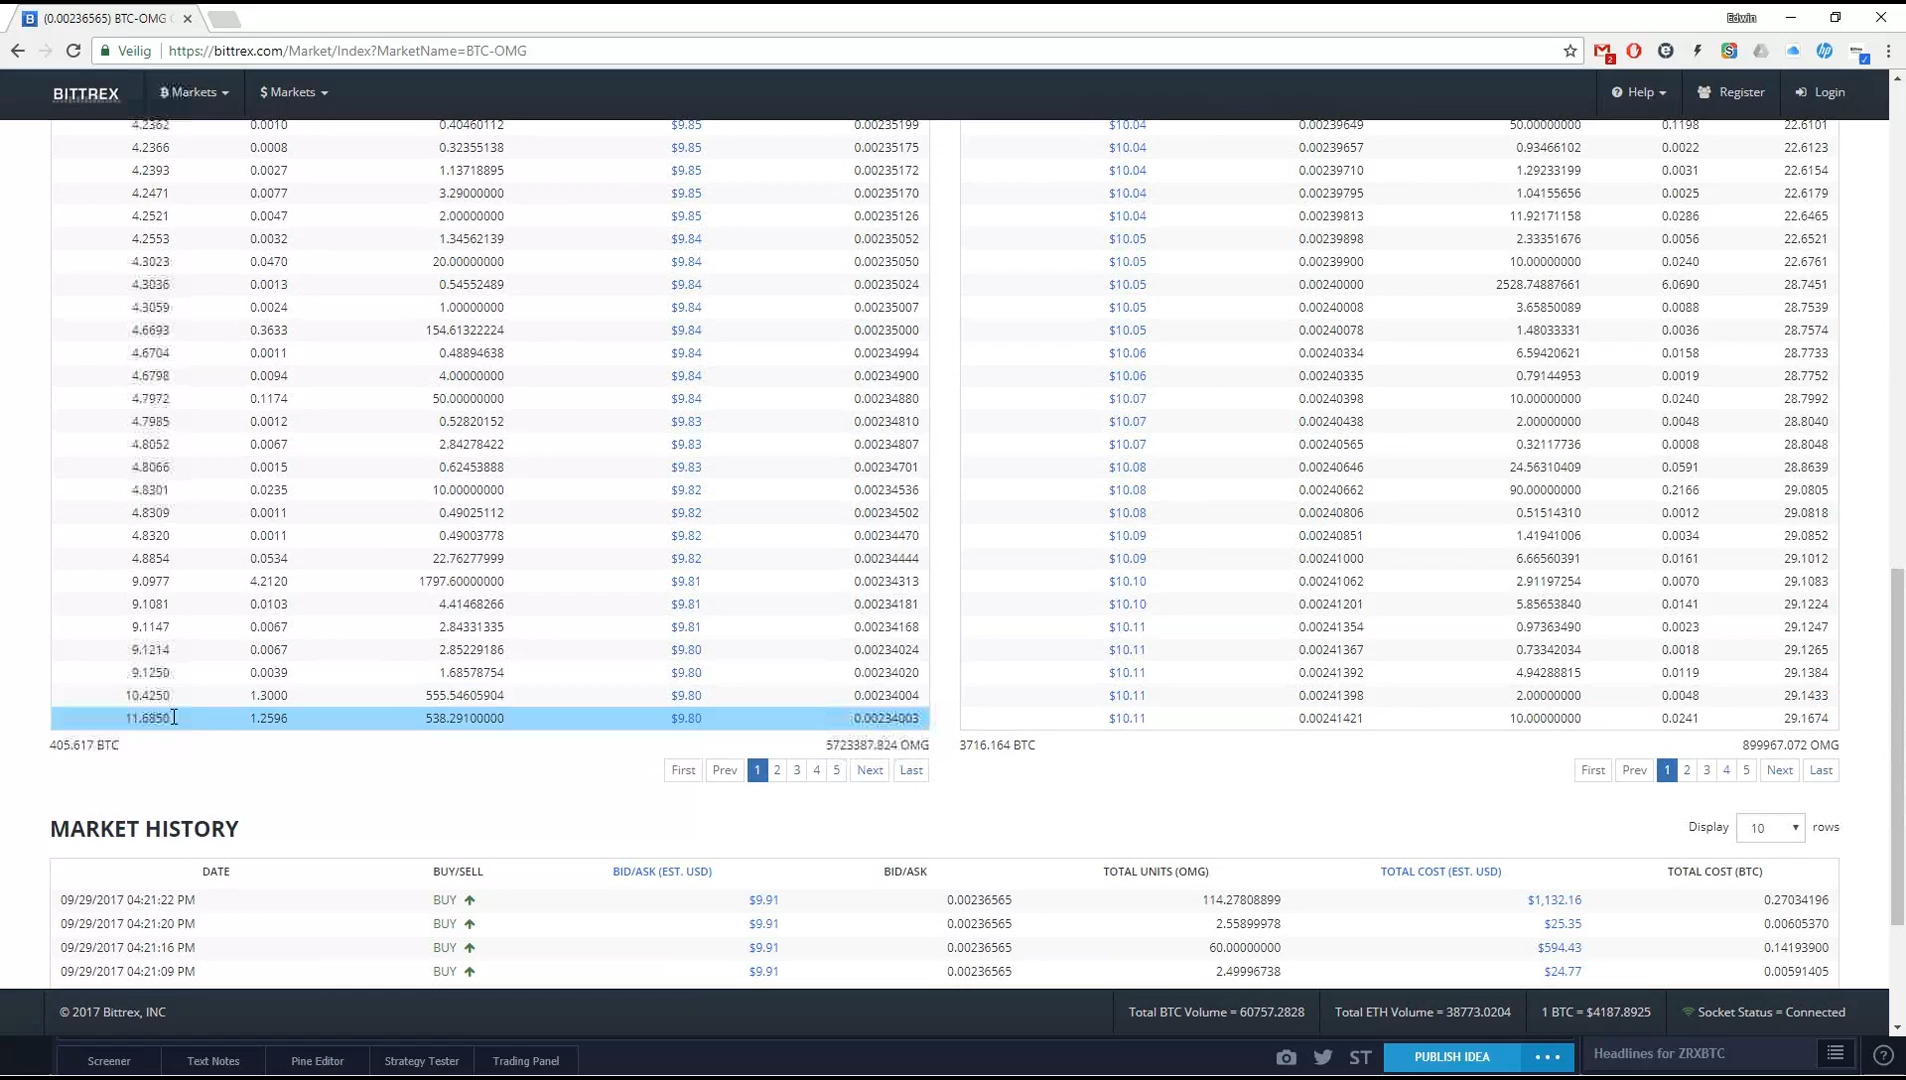 (0.00236565) BTC-OMG
Edwin
Veilig https://bittrex.com/Market/Index?MarketName=BTC-OMG
2
BITTREX Markets $ Markets Help Register Login
4.2362 0.0010 0.40460112 $9.85 0.00235199 $10.04 0.00239649 50.00000000 0.1198 22.6101
4.2366 0.0008 0.32355138 $9.85 0.00235175 $10.04 0.00239657 0.93466102 0.0022 22.6123
4.2393 0.0027 1.13718895 $9.85 0.00235172 $10.04 0.00239710 1.29233199 0.0031 22.6154
4.2471 0.0077 3.29000000 $9.85 0.00235170 $10.04 0.00239795 1.04155656 0.0025 22.6179
4.2521 0.0047 2.00000000 $9.85 0.00235126 $10.04 0.00239813 11.92171158 0.0286 22.6465
4.2553 0.0032 1.34562139 $9.84 0.00235052 $10.05 0.00239898 2.33351676 0.0056 22.6521
4.3023 0.0470 20.00000000 $9.84 0.00235050 $10.05 0.00239900 10.00000000 0.0240 22.6761
4.3036 0.0013 0.54552489 $9.84 0.00235024 $10.05 0.00240000 2528.74887661 6.0690 28.7451
4.3059 0.0024 1.00000000 $9.84 0.00235007 $10.05 0.00240008 3.65850089 0.0088 28.7539
4.6693 0.3633 154.61322224 $9.84 0.00235000 $10.05 0.00240078 1.48033331 0.0036 28.7574
4.6704 0.0011 0.48894638 $9.84 0.00234994 $10.06 0.00240334 6.59420621 0.0158 28.7733
4.6798 0.0094 4.00000000 $9.84 0.00234900 $10.06 0.00240335 0.79144953 0.0019 28.7752
4.7972 0.1174 50.00000000 $9.84 0.00234880 $10.07 0.00240398 10.00000000 0.0240 28.7992
4.7985 0.0012 0.52820152 $9.83 0.00234810 $10.07 0.00240438 2.00000000 0.0048 28.8040
4.8052 0.0067 2.84278422 $9.83 0.00234807 $10.07 0.00240565 0.32117736 0.0008 28.8048
4.8066 0.0015 0.62453888 $9.83 0.00234701 $10.08 0.00240646 24.56310409 0.0591 28.8639
4.8301 0.0235 10.00000000 $9.82 0.00234536 $10.08 0.00240662 90.00000000 0.2166 29.0805
4.8309 0.0011 0.49025112 $9.82 0.00234502 $10.08 0.00240806 0.51514310 0.0012 29.0818
4.8320 0.0011 0.49003778 $9.82 0.00234470 $10.09 0.00240851 1.41941006 0.0034 29.0852
4.8854 0.0534 22.76277999 $9.82 0.00234444 $10.09 0.00241000 6.66560391 0.0161 29.1012
9.0977 4.2120 1797.60000000 $9.81 0.00234313 $10.10 0.00241062 2.91197254 0.0070 29.1083
9.1081 0.0103 4.41468266 $9.81 0.00234181 $10.10 0.00241201 5.85653840 0.0141 29.1224
9.1147 0.0067 2.84331335 $9.81 0.00234168 $10.11 0.00241354 0.97363490 0.0023 29.1247
9.1214 0.0067 2.85229186 $9.80 0.00234024 $10.11 0.00241367 0.73342034 0.0018 29.1265
9.1250 0.0039 1.68578754 $9.80 0.00234020 $10.11 0.00241392 4.94288815 0.0119 29.1384
10.4250 1.3000 555.54605904 $9.80 0.00234004 $10.11 0.00241398 2.00000000 0.0048 29.1433
11.6850 1.2596 538.29100000 $9.80 0.00234003 $10.11 0.00241421 10.00000000 0.0241 29.1674
405.617 BTC 5723387.824 OMG 3716.164 BTC 899967.072 OMG
First Prev 1 2 3 4 5 Next Last First Prev 1 2 3 4 5 Next Last
MARKET HISTORY Display 10 rows
DATE BUY/SELL BID/ASK (EST. USD) BID/ASK TOTAL UNITS (OMG) TOTAL COST (EST. USD) TOTAL COST (BTC)
09/29/2017 04:21:22 PM BUY $9.91 0.00236565 114.27808899 $1,132.16 0.27034196
09/29/2017 04:21:20 PM BUY $9.91 0.00236565 2.55899978 $25.35 0.00605370
09/29/2017 04:21:16 PM BUY $9.91 0.00236565 60.00000000 $594.43 0.14193900
09/29/2017 04:21:09 PM BUY $9.91 0.00236565 2.49996738 $24.77 0.00591405
© 2017 Bittrex, INC Total BTC Volume = 60757.2828 Total ETH Volume = 38773.0204 1 BTC = $4187.8925 Socket Status = Connected
Screener Text Notes Pine Editor Strategy Tester Trading Panel ST PUBLISH IDEA Headlines for ZRXBTC